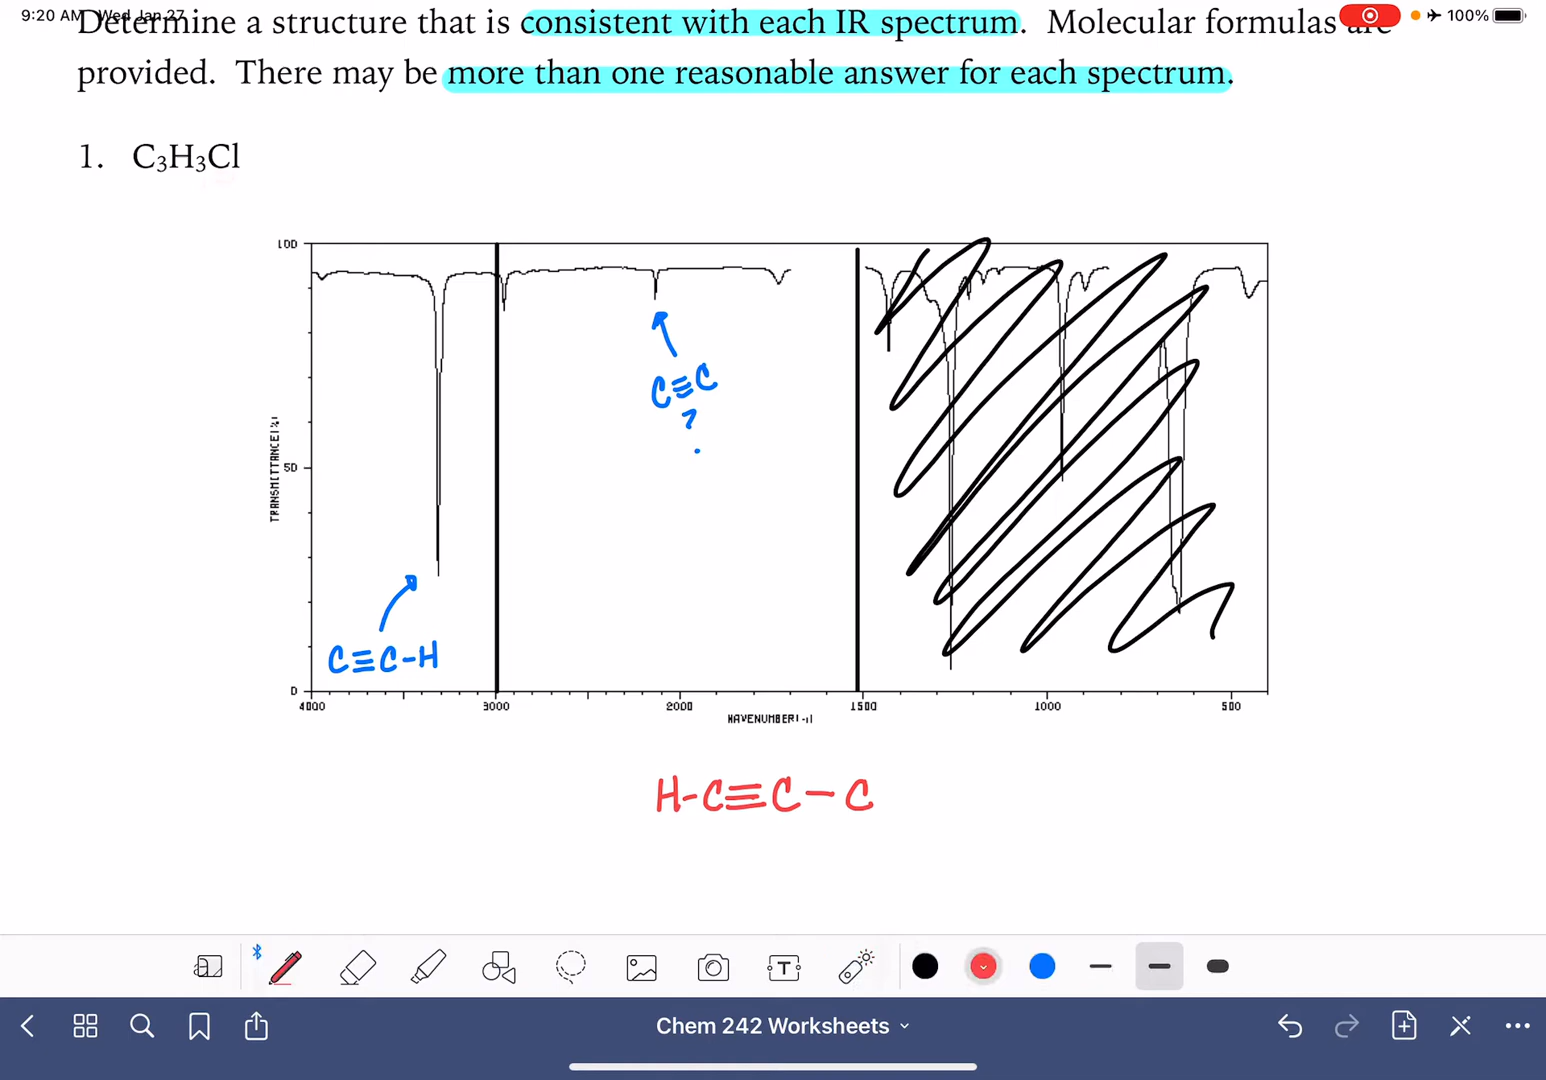 9:20 AM Wed Jan 27
100%
Determine a structure that is consistent with each IR spectrum. Molecular formulas are
provided. There may be more than one reasonable answer for each spectrum.
1. C₃H₃Cl
100
50
0
TRANSMITTANCE(%)
C≡C
?
C≡C-H
4000 3000 2000 1500 1000 500
H-C≡C-C
T
Chem 242 Worksheets